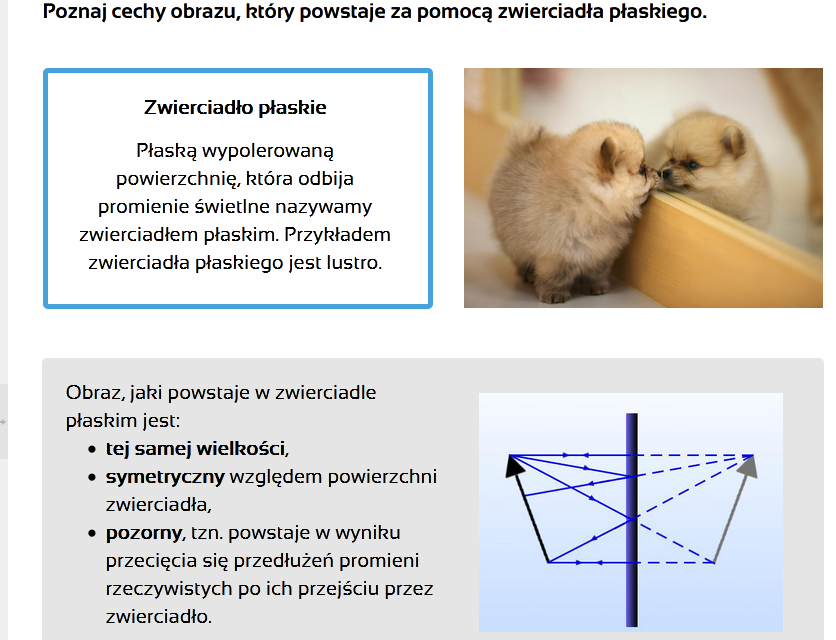 Poznaj cechy obrazu, który powstaje za pomocą zwierciadła płaskiego.
Zwierciadło płaskie
Płaską wypolerowaną
powierzchnię, która odbija
promienie świetlne nazywamy
zwierciadłem płaskim. Przykładem
zwierciadła płaskiego jest lustro.
Obraz, jaki powstaje w zwierciadle
płaskim jest:
• tej samej wielkości,
• symetryczny względem powierzchni
zwierciadła,
• pozorny, tzn. powstaje w wyniku
przecięcia się przedłużeń promieni
rzeczywistych po ich przejściu przez
zwierciadło.